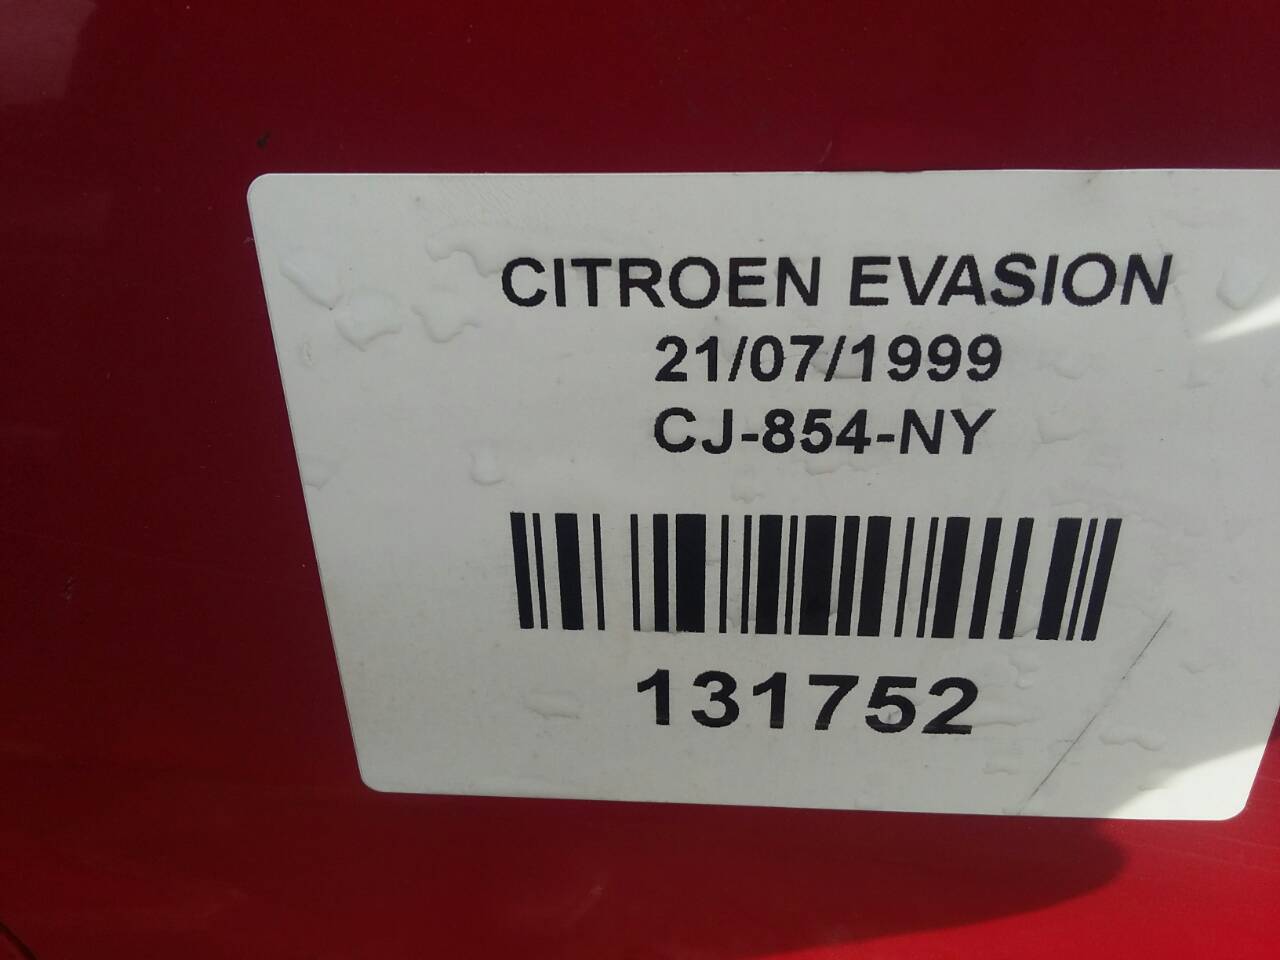 CITROEN EVASION
21/07/1999
CJ-854-NY
131752